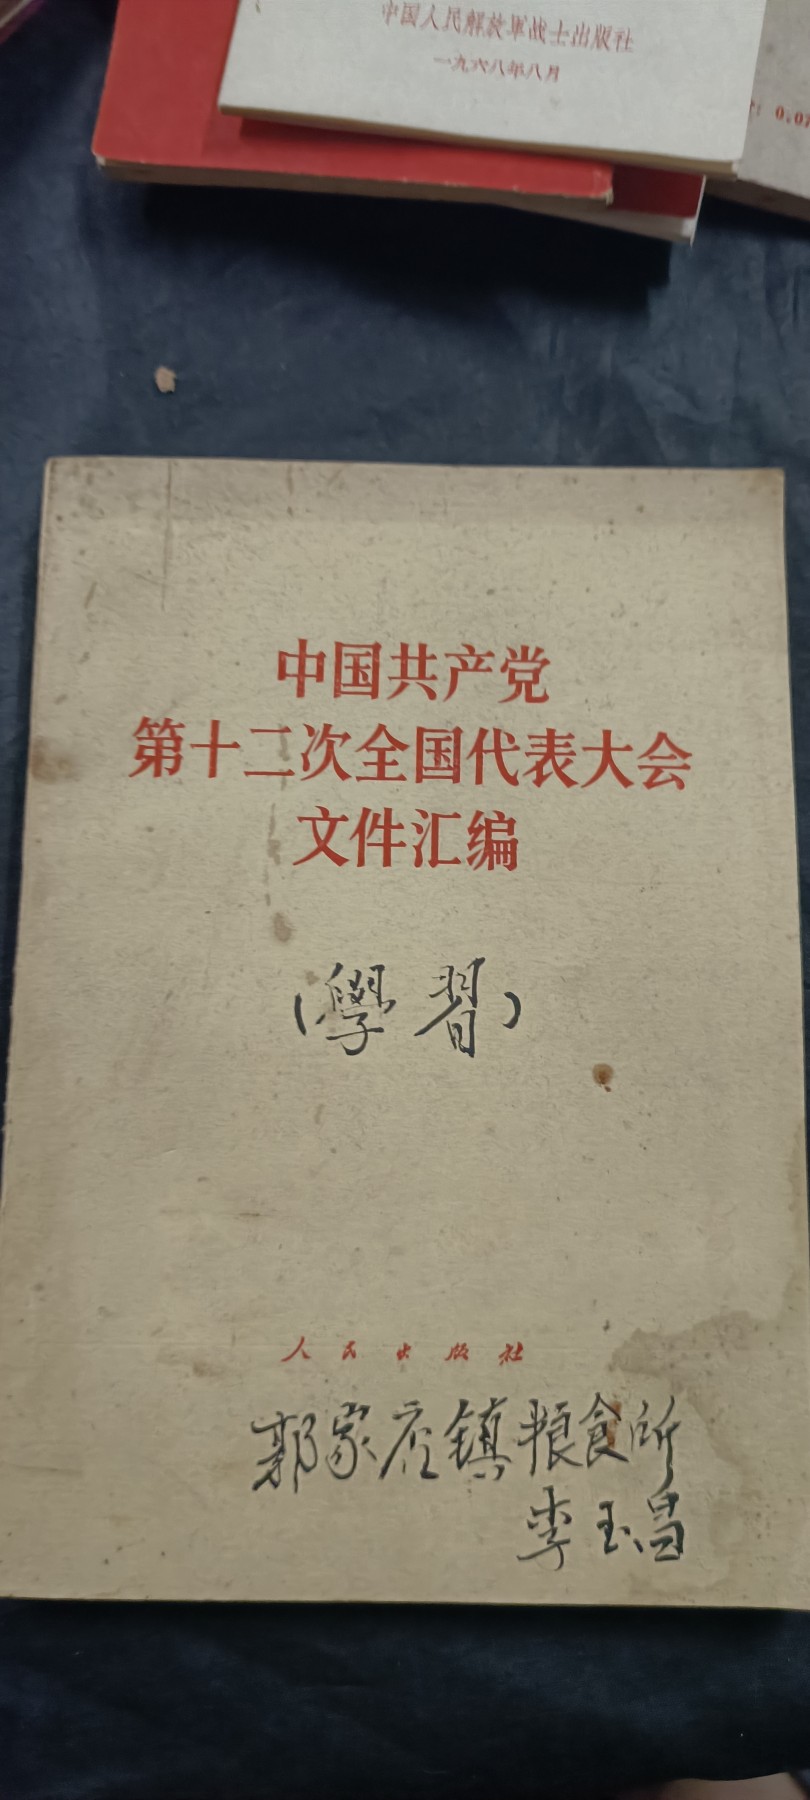 中国人民解放军战士出版社
一九六八年八月
0.07
中国共产党
第十二次全国代表大会
文件汇编
(學習)
人民出版社
郭家店镇粮食所
李玉昌